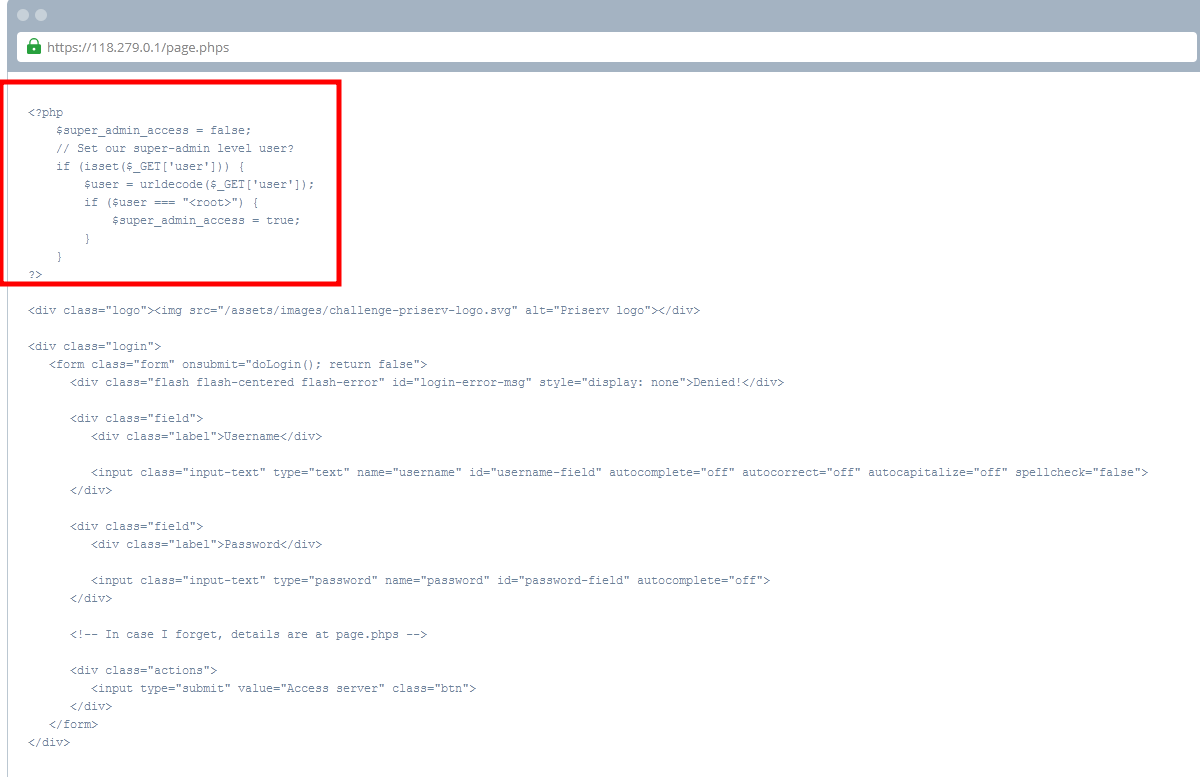 https://118.279.0.1/page.phps
<?php
    $super_admin_access = false;
    // Set our super-admin level user?
    if (isset($_GET['user'])) {
        $user = urldecode($_GET['user']);
        if ($user === "<root>") {
            $super_admin_access = true;
        }
    }
?>
<div class="logo"><img src="/assets/images/challenge-priserv-logo.svg" alt="Priserv logo"></div>
<div class="login">
   <form class="form" onsubmit="doLogin(); return false">
      <div class="flash flash-centered flash-error" id="login-error-msg" style="display: none">Denied!</div>
      <div class="field">
         <div class="label">Username</div>
         <input class="input-text" type="text" name="username" id="username-field" autocomplete="off" autocorrect="off" autocapitalize="off" spellcheck="false">
      </div>
      <div class="field">
         <div class="label">Password</div>
         <input class="input-text" type="password" name="password" id="password-field" autocomplete="off">
      </div>
      <!-- In case I forget, details are at page.phps -->
      <div class="actions">
         <input type="submit" value="Access server" class="btn">
      </div>
   </form>
</div>